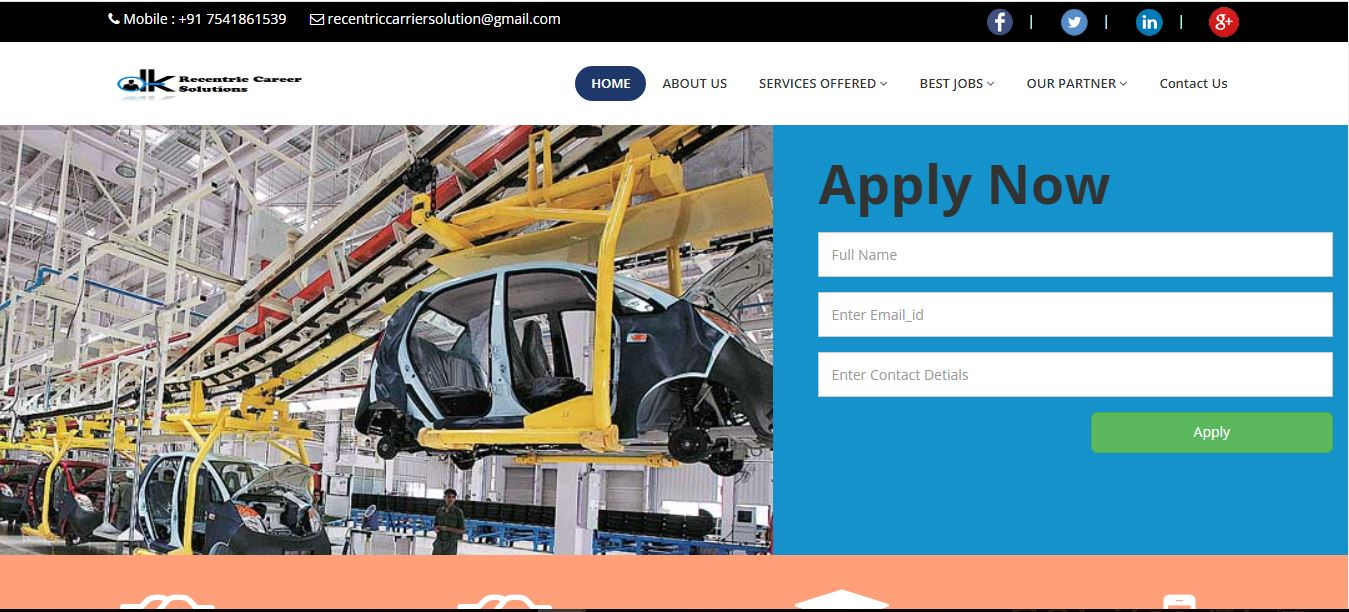 Mobile : +91 7541861539 recentriccarriersolution@gmail.com f in g+
dk Recentric Career
Solutions
HOME ABOUT US SERVICES OFFERED BEST JOBS OUR PARTNER Contact Us
Apply Now
Full Name
Enter Email_id
Enter Contact Detials
Apply